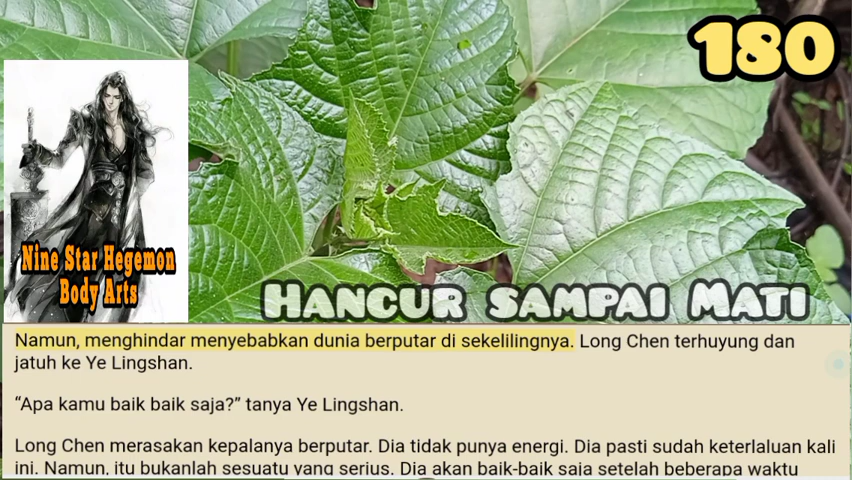 180
Nine Star Hegemon
Body Arts
Hancur sampai Mati
Namun, menghindar menyebabkan dunia berputar di sekelilingnya. Long Chen terhuyung dan
jatuh ke Ye Lingshan.
“Apa kamu baik baik saja?” tanya Ye Lingshan.
Long Chen merasakan kepalanya berputar. Dia tidak punya energi. Dia pasti sudah keterlaluan kali
ini. Namun, itu bukanlah sesuatu yang serius. Dia akan baik-baik saja setelah beberapa waktu